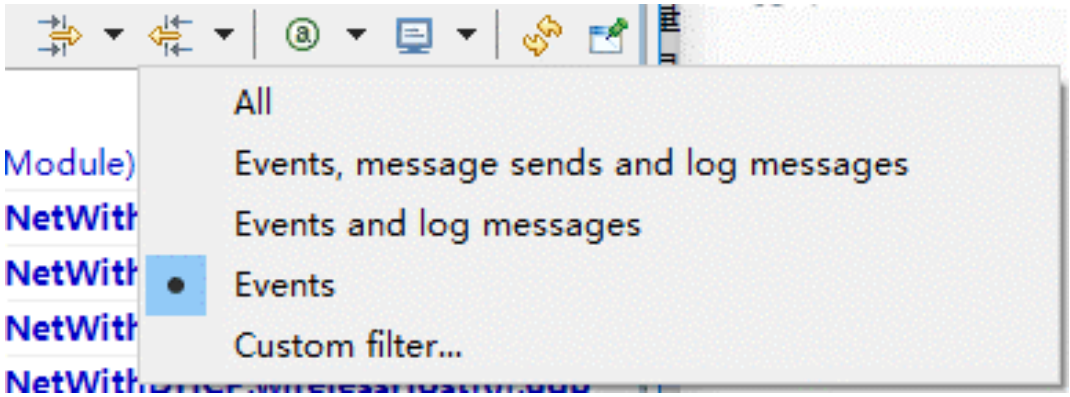 All
Module)
Events, message sends and log messages
NetWith
Events and log messages
NetWith
Events
NetWith
Custom filter...